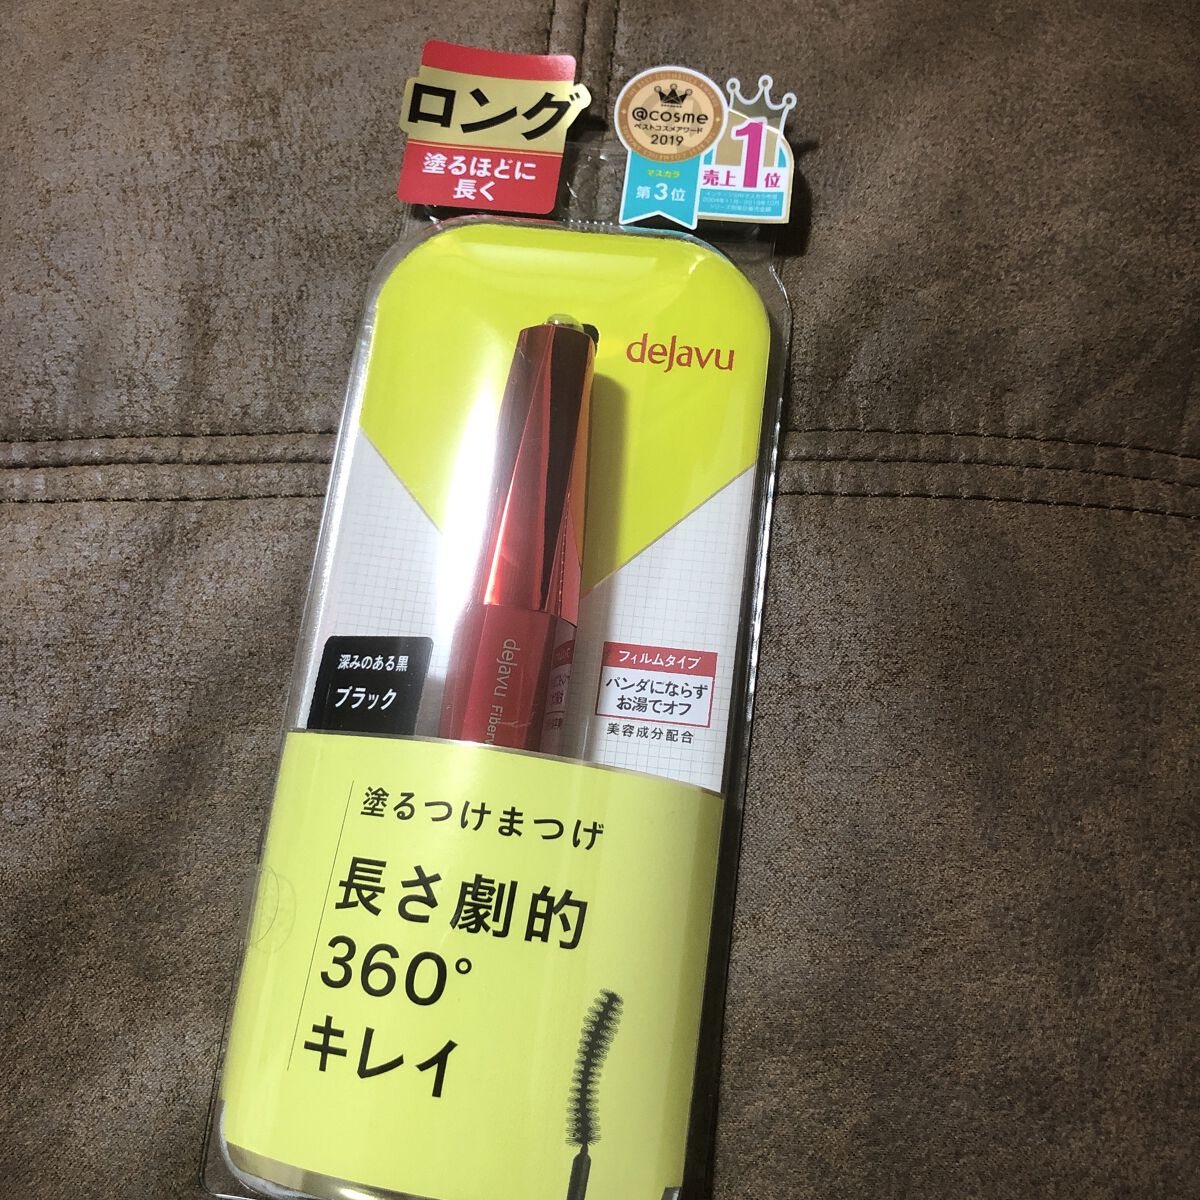 ロング
塗るほどに
長く
@cosme
ベストコスメアワード
2019
マスカラ
第3位
売上1位
dejavu
深みのある黒
ブラック
dejavu Fiberw
フィルムタイプ
パンダにならず
お湯でオフ
美容成分配合
塗るつけまつげ
長さ劇的
360°
キレイ